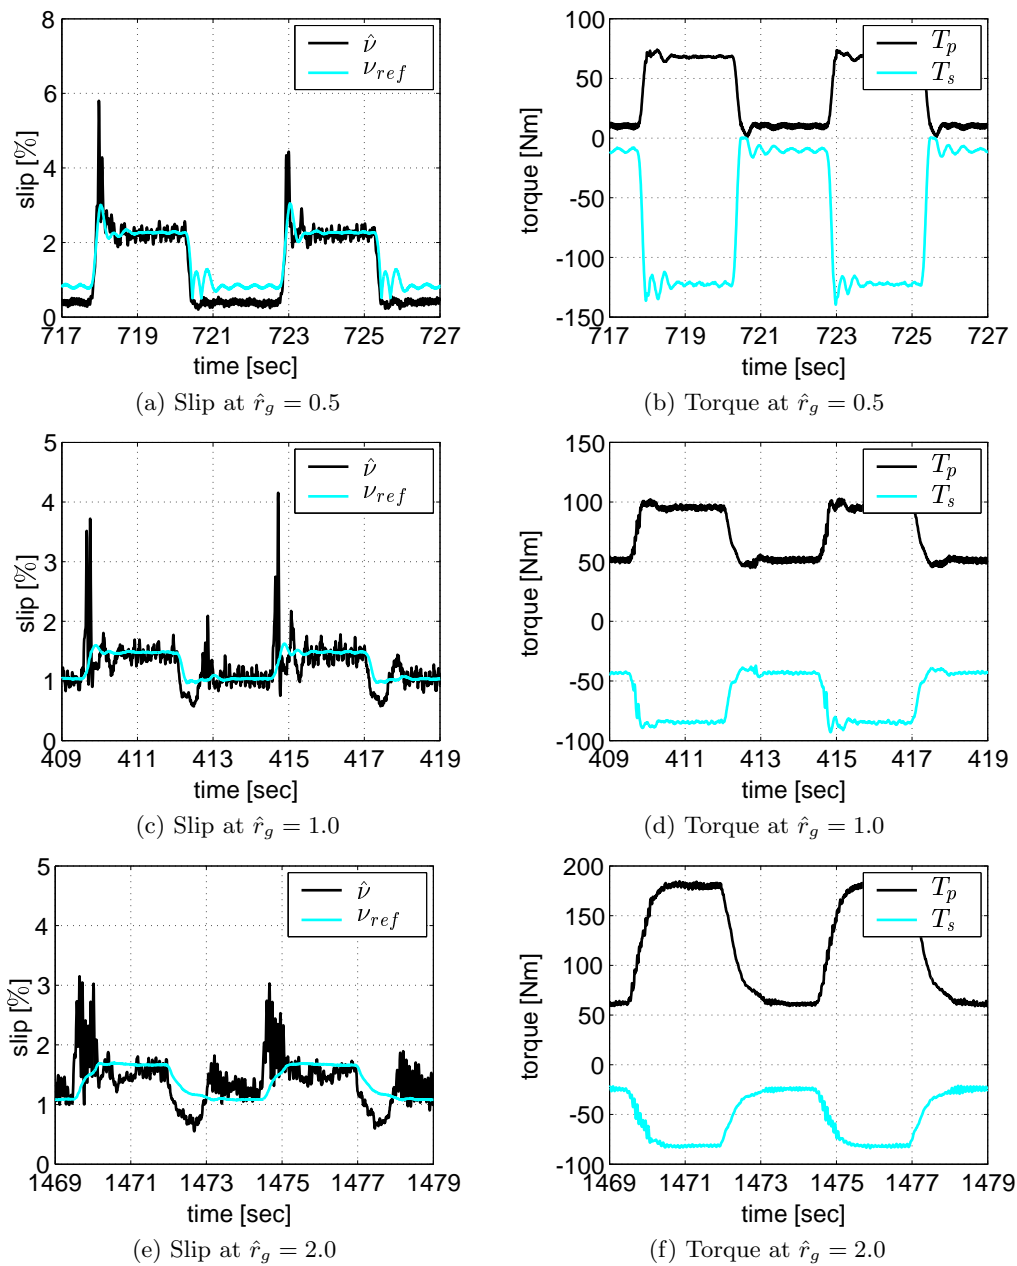 8
6
4
2
0
717 719 721 723 725 727
slip [%]
time [sec]
ν̂
ν_ref
(a) Slip at r̂_g = 0.5
100
50
0
-50
-100
-150
717 719 721 723 725 727
torque [Nm]
time [sec]
T_p
T_s
(b) Torque at r̂_g = 0.5
5
4
3
2
1
0
409 411 413 415 417 419
slip [%]
time [sec]
ν̂
ν_ref
(c) Slip at r̂_g = 1.0
150
100
50
0
-50
-100
409 411 413 415 417 419
torque [Nm]
time [sec]
T_p
T_s
(d) Torque at r̂_g = 1.0
5
4
3
2
1
0
1469 1471 1473 1475 1477 1479
slip [%]
time [sec]
ν̂
ν_ref
(e) Slip at r̂_g = 2.0
200
150
100
50
0
-50
-100
1469 1471 1473 1475 1477 1479
torque [Nm]
time [sec]
T_p
T_s
(f) Torque at r̂_g = 2.0